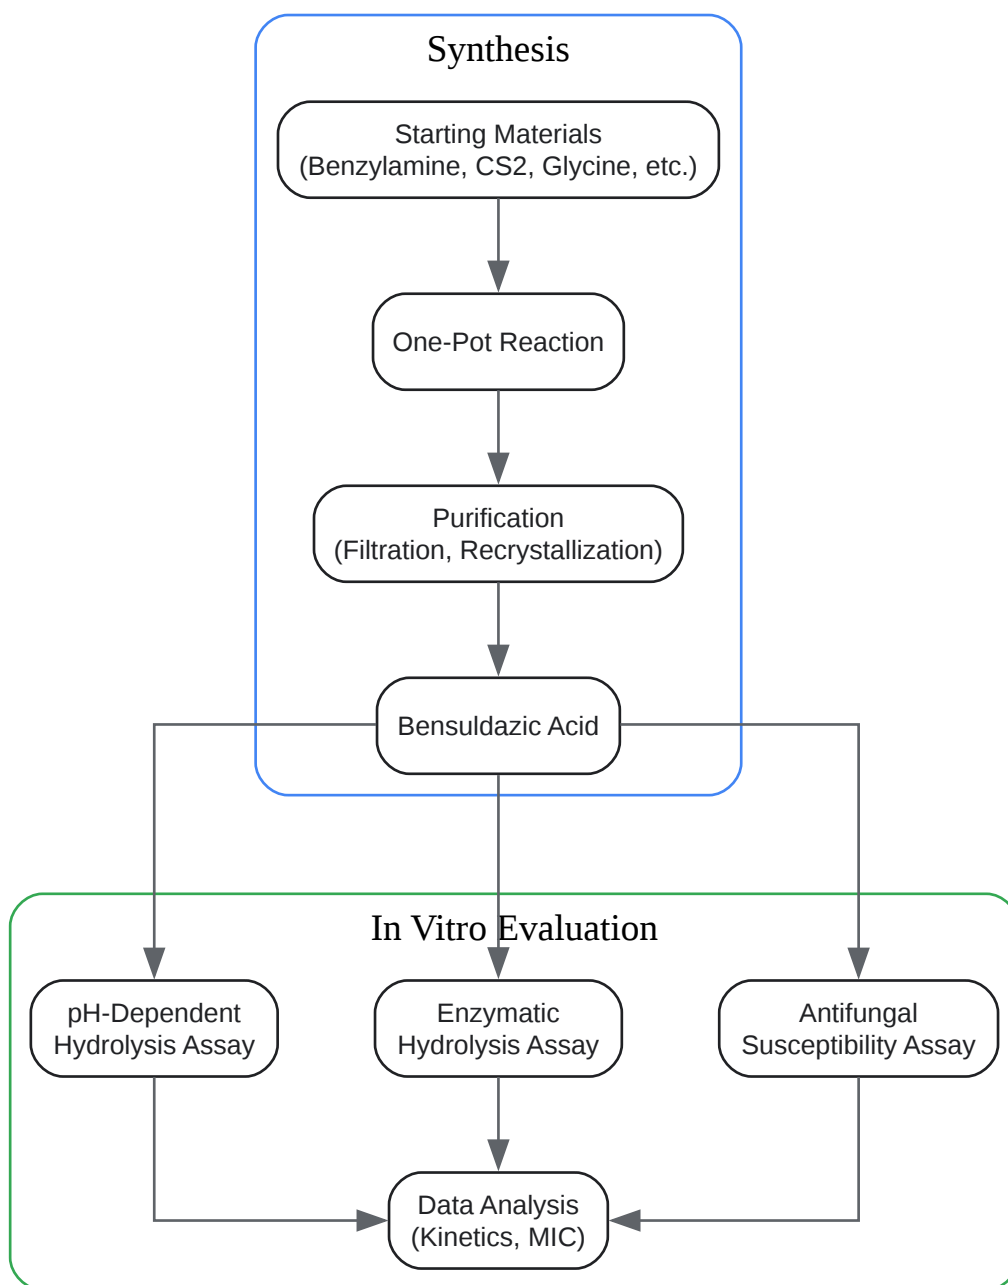 Synthesis
Starting Materials
(Benzylamine, CS2, Glycine, etc.)
One-Pot Reaction
Purification
(Filtration, Recrystallization)
Bensuldazic Acid
In Vitro Evaluation
pH-Dependent
Hydrolysis Assay
Enzymatic
Hydrolysis Assay
Antifungal
Susceptibility Assay
Data Analysis
(Kinetics, MIC)